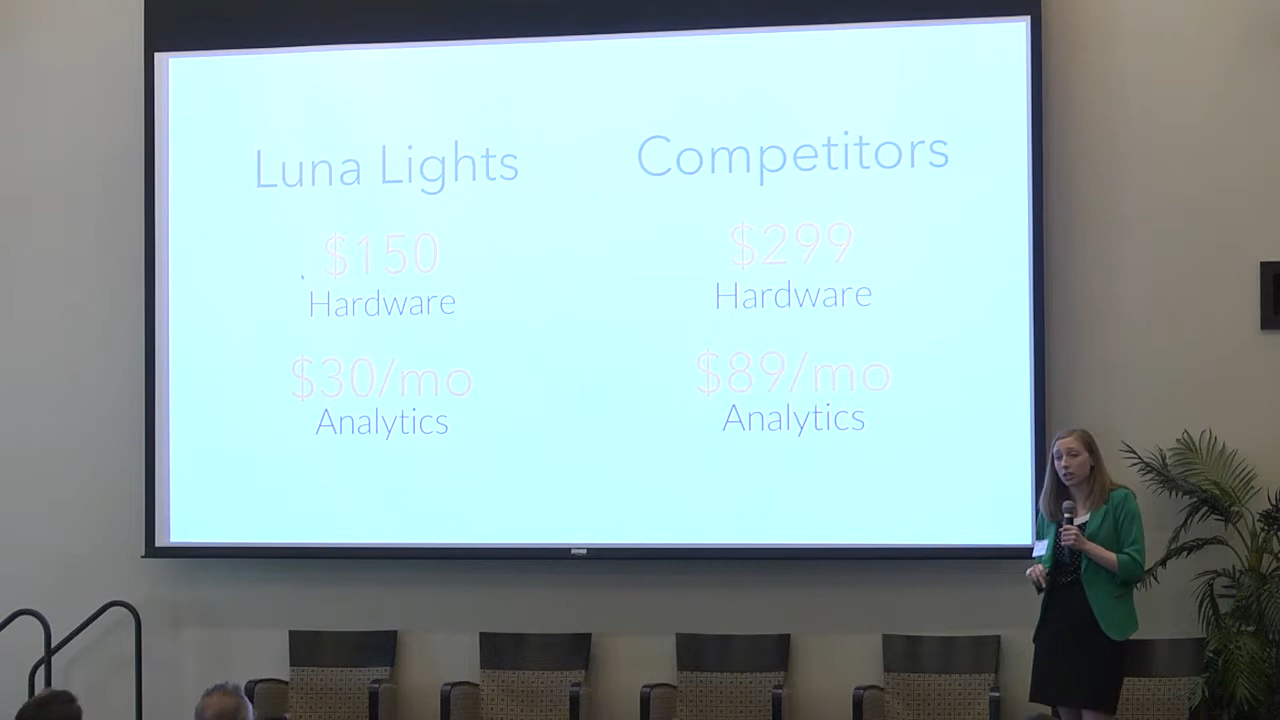 Luna Lights
$150
Hardware
$30/mo
Analytics
Competitors
$299
Hardware
$89/mo
Analytics